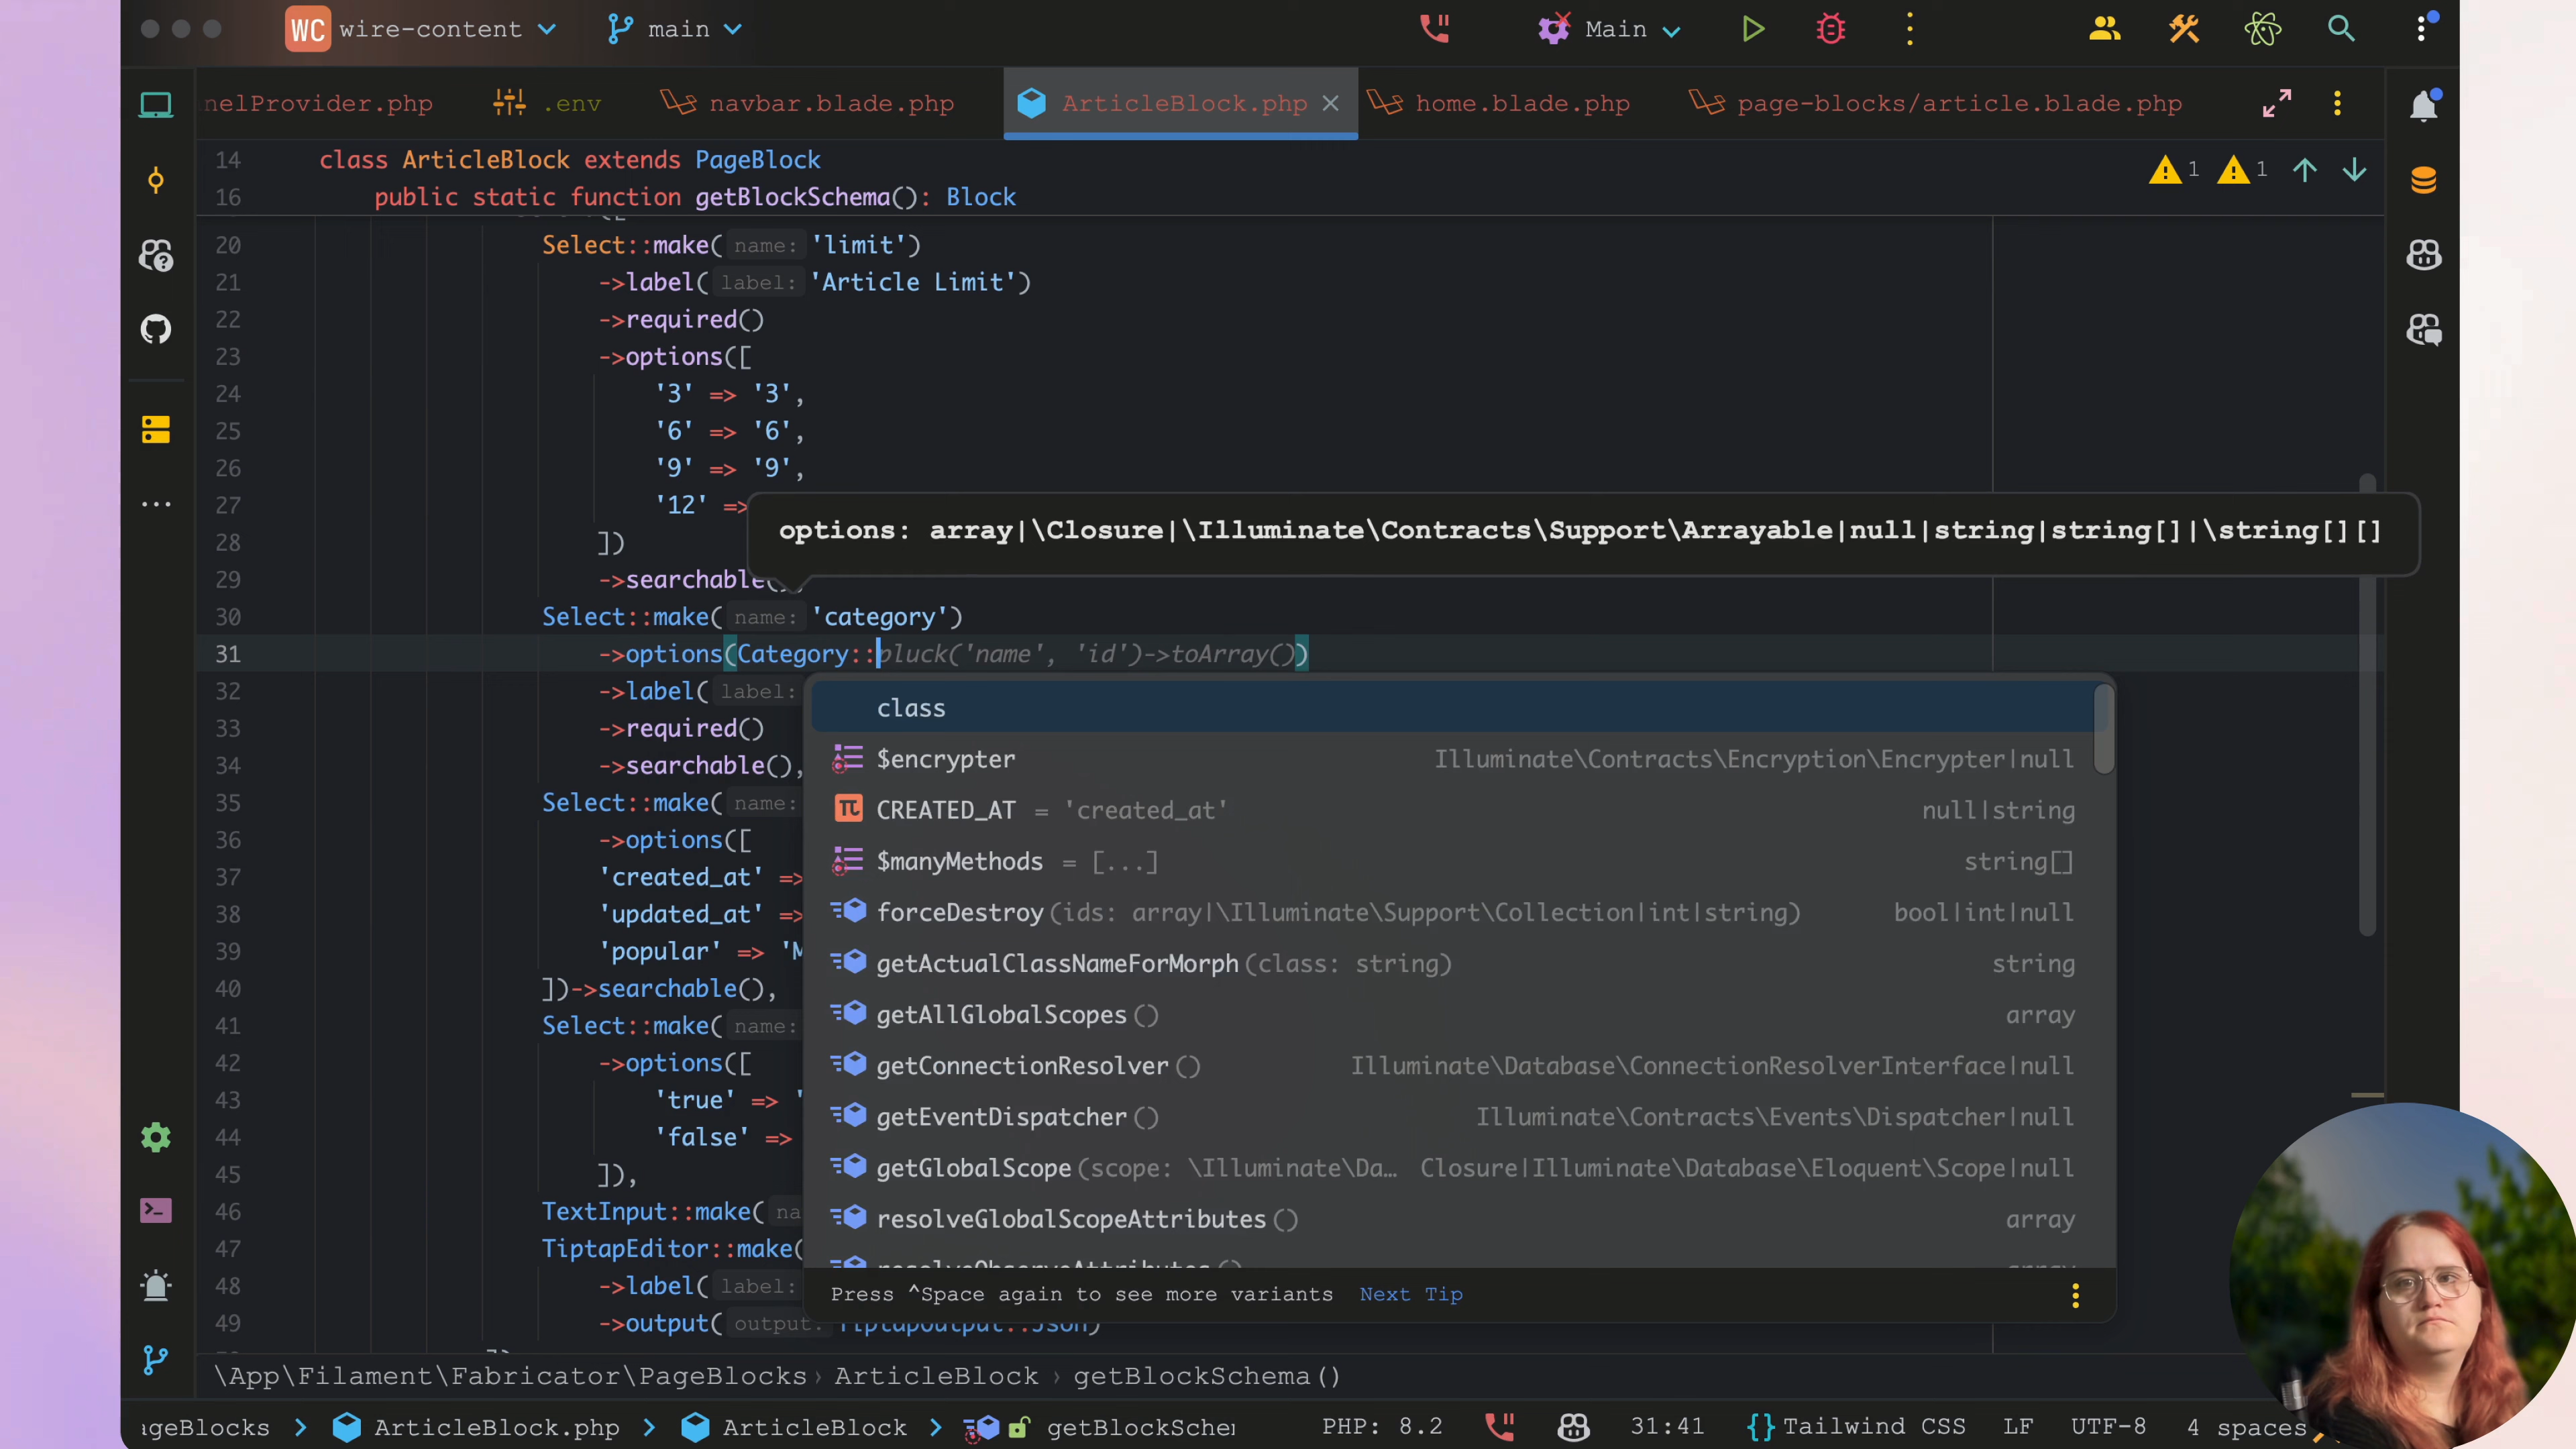 WC wire-content main Main
nelProvider.php .env navbar.blade.php ArticleBlock.php home.blade.php page-blocks/article.blade.php
14 class ArticleBlock extends PageBlock 1 1
16 public static function getBlockSchema(): Block
20 Select::make( name: 'limit')
21 ->label( label: 'Article Limit')
22 ->required()
23 ->options([
24 '3' => '3',
25 '6' => '6',
26 '9' => '9',
27 '12' =>
options: array|\Closure|\Illuminate\Contracts\Support\Arrayable|null|string|string[]|\string[][]
28 ])
29 ->searchable(),
30 Select::make( name: 'category')
31 ->options(Category::pluck('name', 'id')->toArray())
32 ->label( label:
33 ->required()
34 ->searchable(),
35 Select::make( name:
36 ->options([
37 'created_at' =>
38 'updated_at' =>
39 'popular' => 'M
40 ])->searchable(),
41 Select::make( name:
42 ->options([
43 'true' => '
44 'false' =>
45 ]),
46 TextInput::make( na
47 TiptapEditor::make(
48 ->label( label:
49 ->output( output: TiptapOutput::Json)
class
$encrypter Illuminate\Contracts\Encryption\Encrypter|null
CREATED_AT = 'created_at' null|string
$manyMethods = [...] string[]
forceDestroy(ids: array|\Illuminate\Support\Collection|int|string) bool|int|null
getActualClassNameForMorph(class: string) string
getAllGlobalScopes() array
getConnectionResolver() Illuminate\Database\ConnectionResolverInterface|null
getEventDispatcher() Illuminate\Contracts\Events\Dispatcher|null
getGlobalScope(scope: \Illuminate\Da... Closure|Illuminate\Database\Eloquent\Scope|null
resolveGlobalScopeAttributes() array
resolveObserveAttributes() array
Press ^Space again to see more variants Next Tip
\App\Filament\Fabricator\PageBlocks › ArticleBlock › getBlockSchema()
ageBlocks > ArticleBlock.php > ArticleBlock > getBlockSche PHP: 8.2 31:41 {} Tailwind CSS LF UTF-8 4 spaces